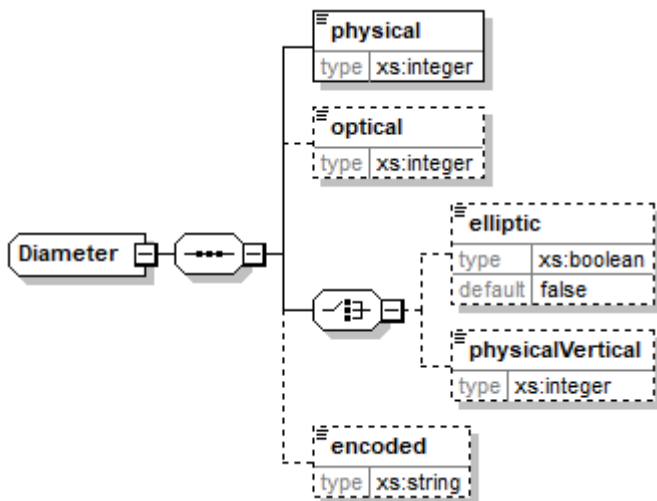 physical
type xs:integer
optical
type xs:integer
Diameter
elliptic
type xs:boolean
default false
physicalVertical
type xs:integer
encoded
type xs:string